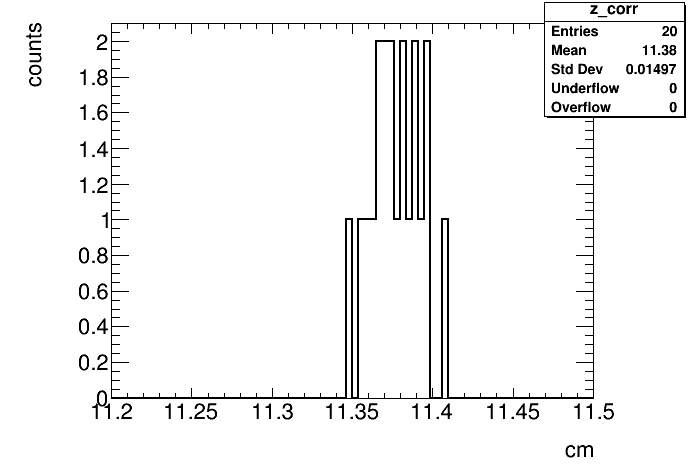 z_corr
Entries 20
Mean 11.38
Std Dev 0.01497
Underflow 0
Overflow 0
counts
2
1.8
1.6
1.4
1.2
1
0.8
0.6
0.4
0.2
0
11.2 11.25 11.3 11.35 11.4 11.45 11.5
cm